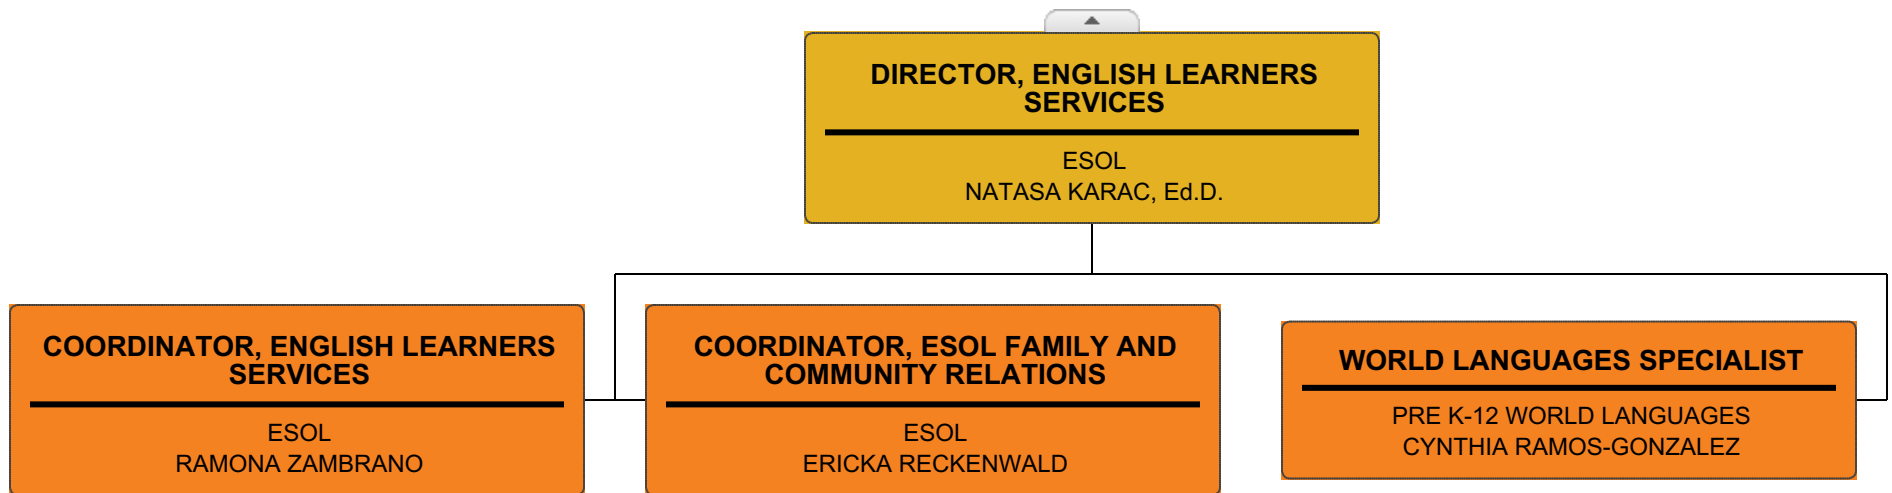 DIRECTOR, ENGLISH LEARNERS
SERVICES
ESOL
NATASA KARAC, Ed.D.
COORDINATOR, ENGLISH LEARNERS
SERVICES
ESOL
RAMONA ZAMBRANO
COORDINATOR, ESOL FAMILY AND
COMMUNITY RELATIONS
ESOL
ERICKA RECKENWALD
WORLD LANGUAGES SPECIALIST
PRE K-12 WORLD LANGUAGES
CYNTHIA RAMOS-GONZALEZ